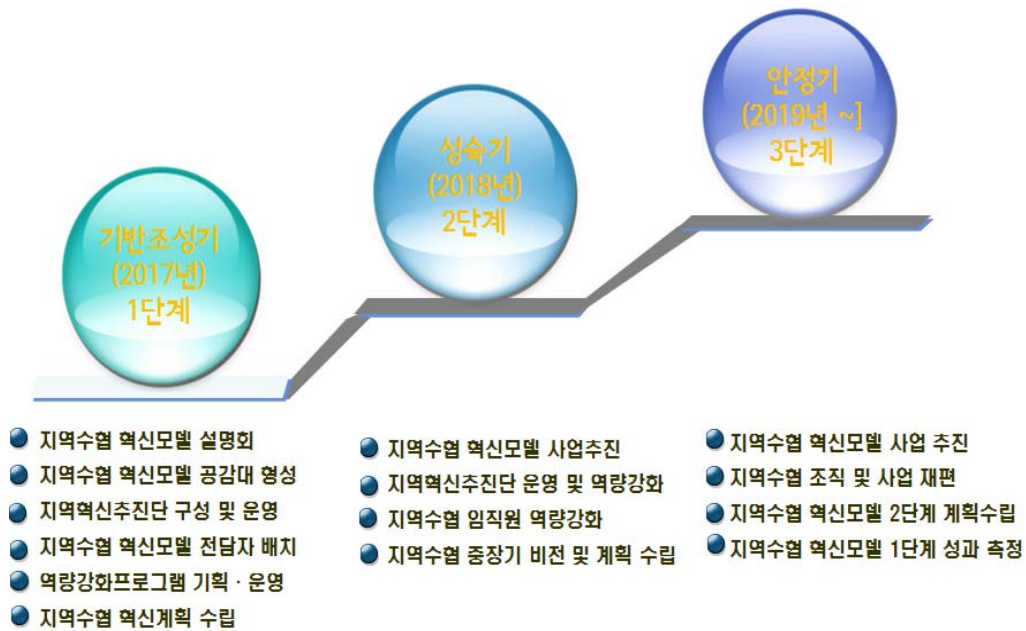 기반조성기
(2017년)
1단계
성숙기
(2018년)
2단계
안정기
(2019년 ~]
3단계
지역수협 혁신모델 설명회
지역수협 혁신모델 공감대 형성
지역혁신추진단 구성 및 운영
지역수협 혁신모델 전담자 배치
역량강화프로그램 기획 · 운영
지역수협 혁신계획 수립
지역수협 혁신모델 사업추진
지역혁신추진단 운영 및 역량강화
지역수협 임직원 역량강화
지역수협 중장기 비전 및 계획 수립
지역수협 혁신모델 사업 추진
지역수협 조직 및 사업 재편
지역수협 혁신모델 2단계 계획수립
지역수협 혁신모델 1단계 성과 측정